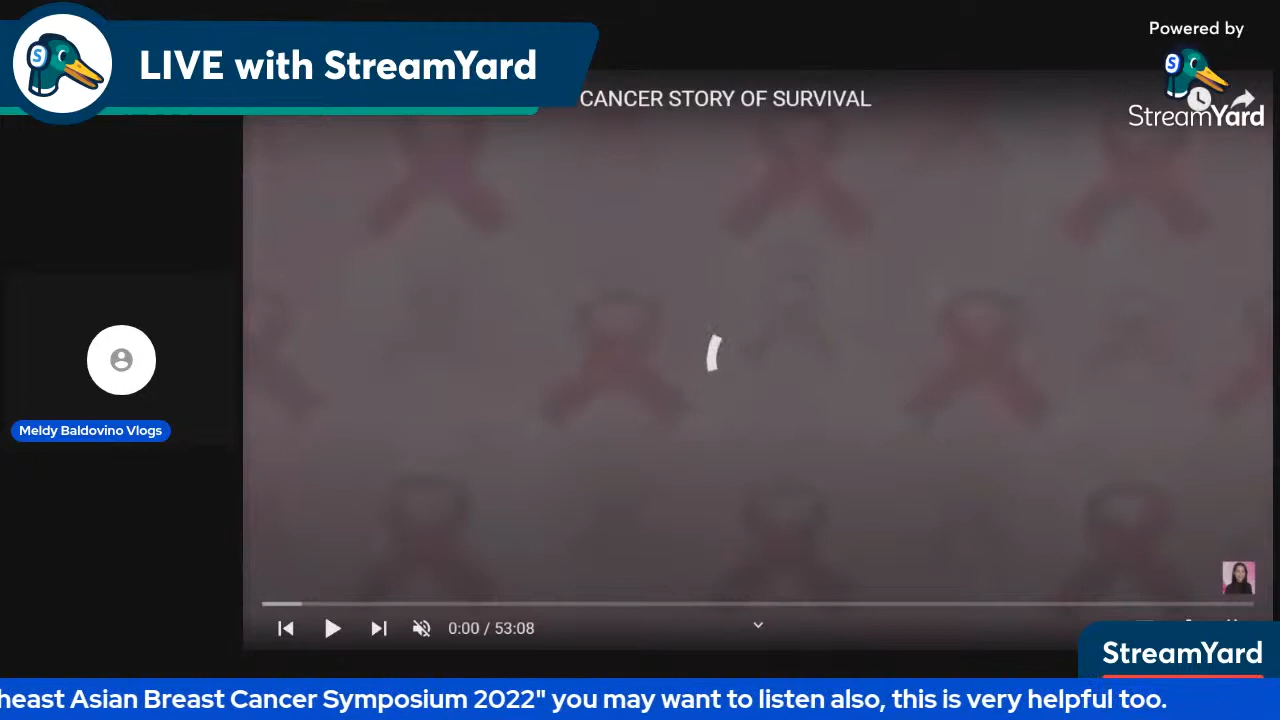 Powered by
S
StreamYard
S
LIVE with StreamYard
CANCER STORY OF SURVIVAL
Meldy Baldovino Vlogs
0:00 / 53:08
StreamYard
heast Asian Breast Cancer Symposium 2022" you may want to listen also, this is very helpful too.